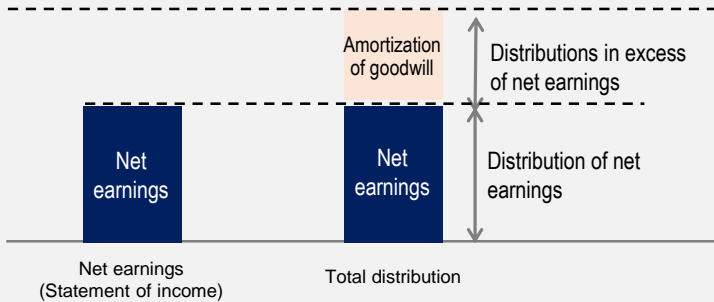 Amortization
of goodwill
Distributions in excess
of net earnings
Net
earnings
Net
earnings
Distribution of net
earnings
Net earnings
(Statement of income)
Total distribution